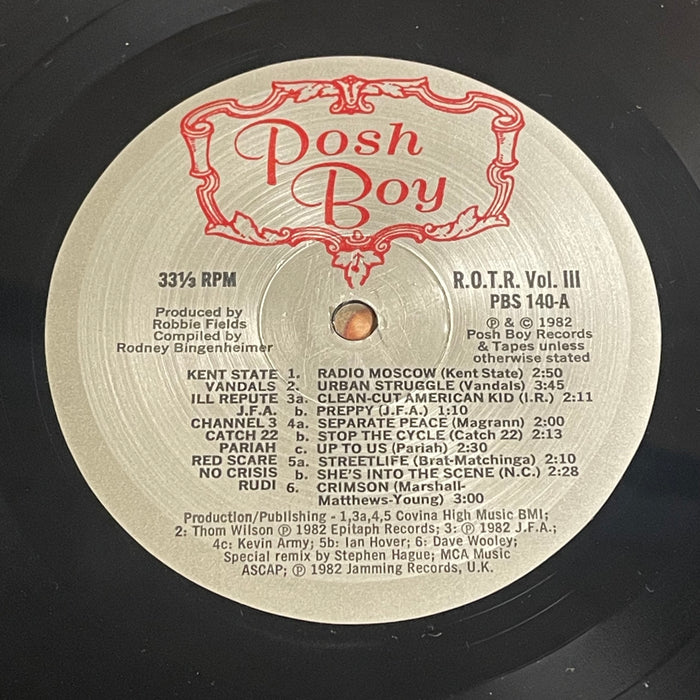 Posh
Boy
33⅓ RPM
R.O.T.R. Vol. III
PBS 140-A
Produced by
Robbie Fields
Compiled by
Rodney Bingenheimer
℗ & © 1982
Posh Boy Records
& Tapes unless
otherwise stated
KENT STATE 1. RADIO MOSCOW (Kent State) 2:50
VANDALS 2. URBAN STRUGGLE (Vandals) 3:45
ILL REPUTE 3a. CLEAN-CUT AMERICAN KID (I.R.) 2:11
J.F.A. b. PREPPY (J.F.A.) 1:10
CHANNEL 3 4a. SEPARATE PEACE (Magrann) 2:00
CATCH 22 b. STOP THE CYCLE (Catch 22) 2:13
PARIAH c. UP TO US (Pariah) 2:30
RED SCARE 5a. STREETLIFE (Brat-Matchinga) 2:10
NO CRISIS b. SHE'S INTO THE SCENE (N.C.) 2:28
RUDI 6. CRIMSON (Marshall-
Matthews-Young) 3:00
Production/Publishing - 1,3a,4,5 Covina High Music BMI;
2: Thom Wilson ℗ 1982 Epitaph Records; 3: ℗ 1982 J.F.A.;
4c: Kevin Army; 5b: Ian Hover; 6: Dave Wooley;
Special remix by Stephen Hague; MCA Music
ASCAP; ℗ 1982 Jamming Records, U.K.